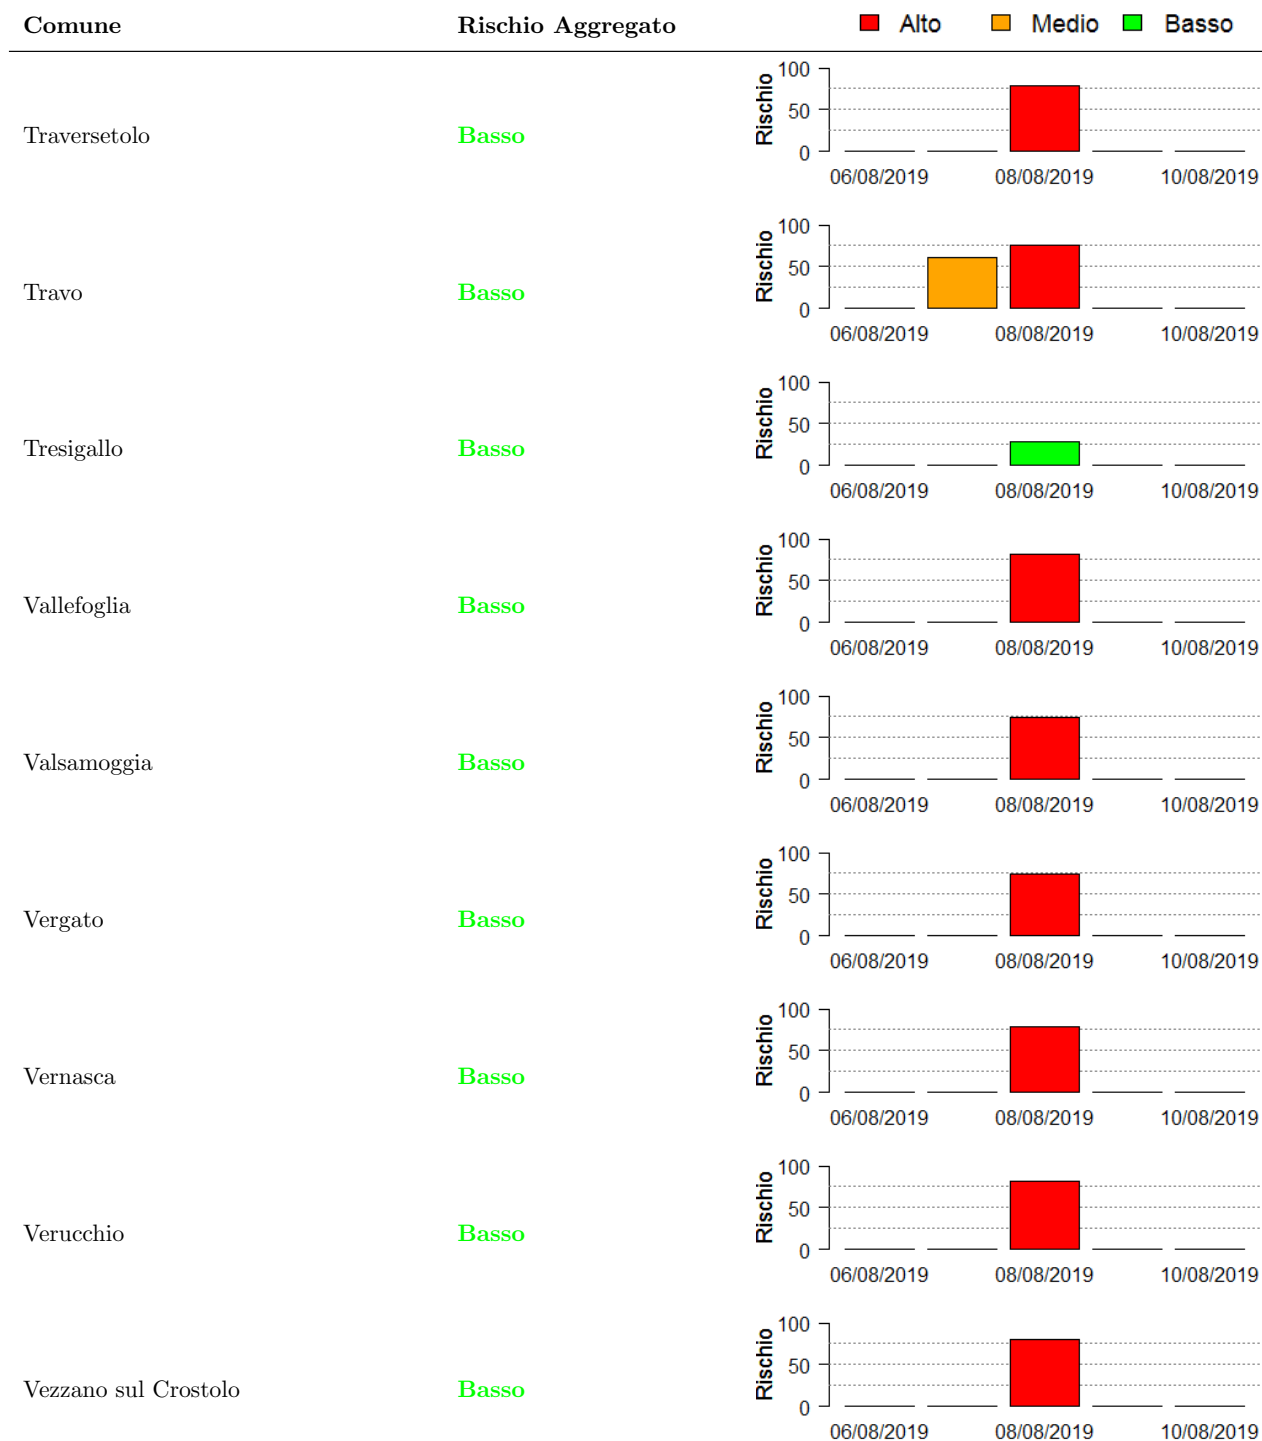 Comune Rischio Aggregato Alto Medio Basso
Traversetolo Basso Rischio 100 50 0
06/08/2019 08/08/2019 10/08/2019
Travo Basso Rischio 100 50 0
06/08/2019 08/08/2019 10/08/2019
Tresigallo Basso Rischio 100 50 0
06/08/2019 08/08/2019 10/08/2019
Vallefoglia Basso Rischio 100 50 0
06/08/2019 08/08/2019 10/08/2019
Valsamoggia Basso Rischio 100 50 0
06/08/2019 08/08/2019 10/08/2019
Vergato Basso Rischio 100 50 0
06/08/2019 08/08/2019 10/08/2019
Vernasca Basso Rischio 100 50 0
06/08/2019 08/08/2019 10/08/2019
Verucchio Basso Rischio 100 50 0
06/08/2019 08/08/2019 10/08/2019
Vezzano sul Crostolo Basso Rischio 100 50 0
06/08/2019 08/08/2019 10/08/2019